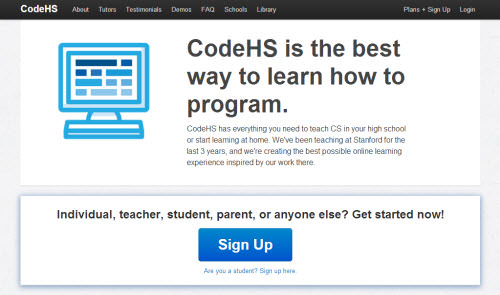 CodeHS About Tutors Testimonials Demos FAQ Schools Library Plans + Sign Up Login
CodeHS is the best
way to learn how to
program.
CodeHS has everything you need to teach CS in your high school
or start learning at home. We've been teaching at Stanford for the
last 3 years, and we're creating the best possible online learning
experience inspired by our work there.
Individual, teacher, student, parent, or anyone else? Get started now!
Sign Up
Are you a student? Sign up here.